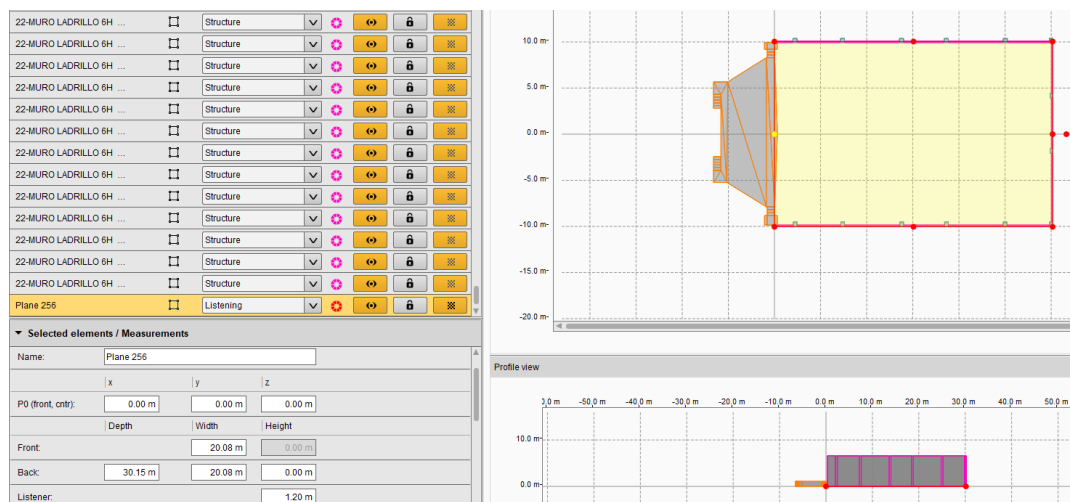 22-MURO LADRILLO 6H ... Structure
22-MURO LADRILLO 6H ... Structure
22-MURO LADRILLO 6H ... Structure
22-MURO LADRILLO 6H ... Structure
22-MURO LADRILLO 6H ... Structure
22-MURO LADRILLO 6H ... Structure
22-MURO LADRILLO 6H ... Structure
22-MURO LADRILLO 6H ... Structure
22-MURO LADRILLO 6H ... Structure
22-MURO LADRILLO 6H ... Structure
22-MURO LADRILLO 6H ... Structure
22-MURO LADRILLO 6H ... Structure
22-MURO LADRILLO 6H ... Structure
Plane 256 Listening
Selected elements / Measurements
Name: Plane 256
x y z
P0 (front, cntr): 0.00 m 0.00 m 0.00 m
Depth Width Height
Front: 20.08 m 0.00 m
Back: 30.15 m 20.08 m 0.00 m
Listener: 1.20 m
10.0 m
5.0 m
0.0 m
-5.0 m
-10.0 m
-15.0 m
-20.0 m
Profile view
0,0 m -50,0 m -40,0 m -30,0 m -20,0 m -10,0 m 0,0 m 10,0 m 20,0 m 30,0 m 40,0 m 50,0 m
10.0 m
0.0 m